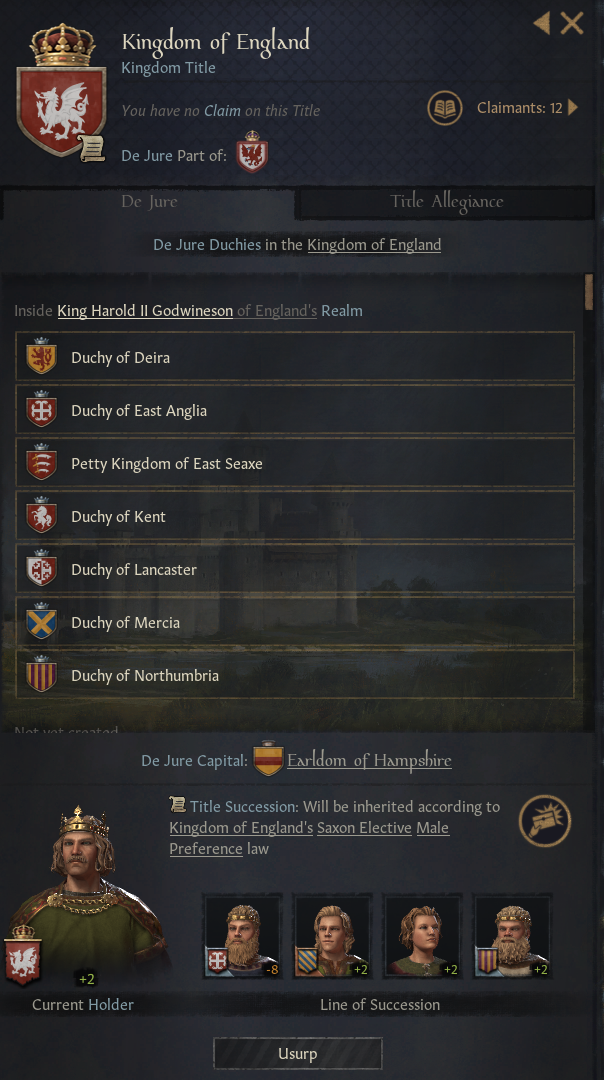 Kingdom of England
Kingdom Title
You have no Claim on this Title
Claimants: 12
De Jure Part of:
De Jure
Title Allegiance
De Jure Duchies in the Kingdom of England
Inside King Harold II Godwineson of England's Realm
Duchy of Deira
Duchy of East Anglia
Petty Kingdom of East Seaxe
Duchy of Kent
Duchy of Lancaster
Duchy of Mercia
Duchy of Northumbria
Not yet created
De Jure Capital: Earldom of Hampshire
Title Succession: Will be inherited according to
Kingdom of England's Saxon Elective Male
Preference law
+2
-8
+2
+2
+2
Current Holder
Line of Succession
Usurp